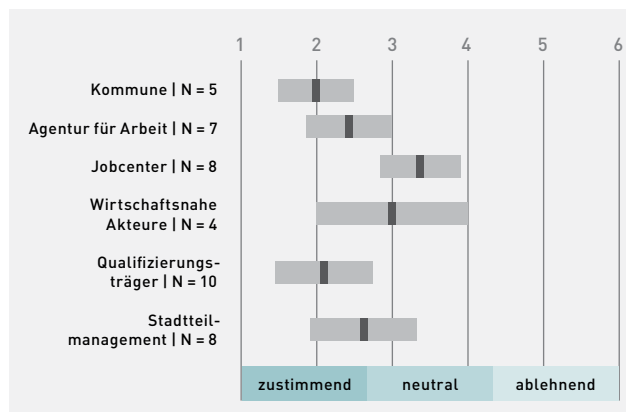 1 2 3 4 5 6
Kommune | N = 5
Agentur für Arbeit | N = 7
Jobcenter | N = 8
Wirtschaftsnahe
Akteure | N = 4
Qualifizierungs-
träger | N = 10
Stadtteil-
management | N = 8
zustimmend neutral ablehnend